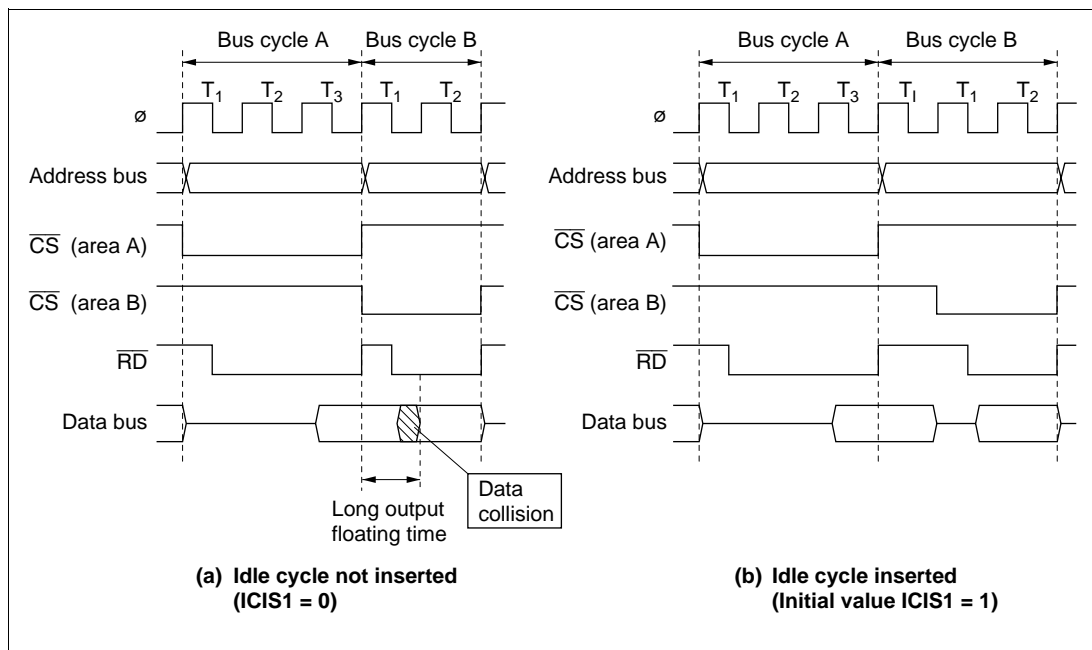 Bus cycle A
Bus cycle B
T1 T2 T3 T1 T2
ø
Address bus
CS (area A)
CS (area B)
RD
Data bus
Long output
floating time
Data
collision
(a) Idle cycle not inserted
(ICIS1 = 0)
Bus cycle A
Bus cycle B
T1 T2 T3 TI T1 T2
ø
Address bus
CS (area A)
CS (area B)
RD
Data bus
(b) Idle cycle inserted
(Initial value ICIS1 = 1)